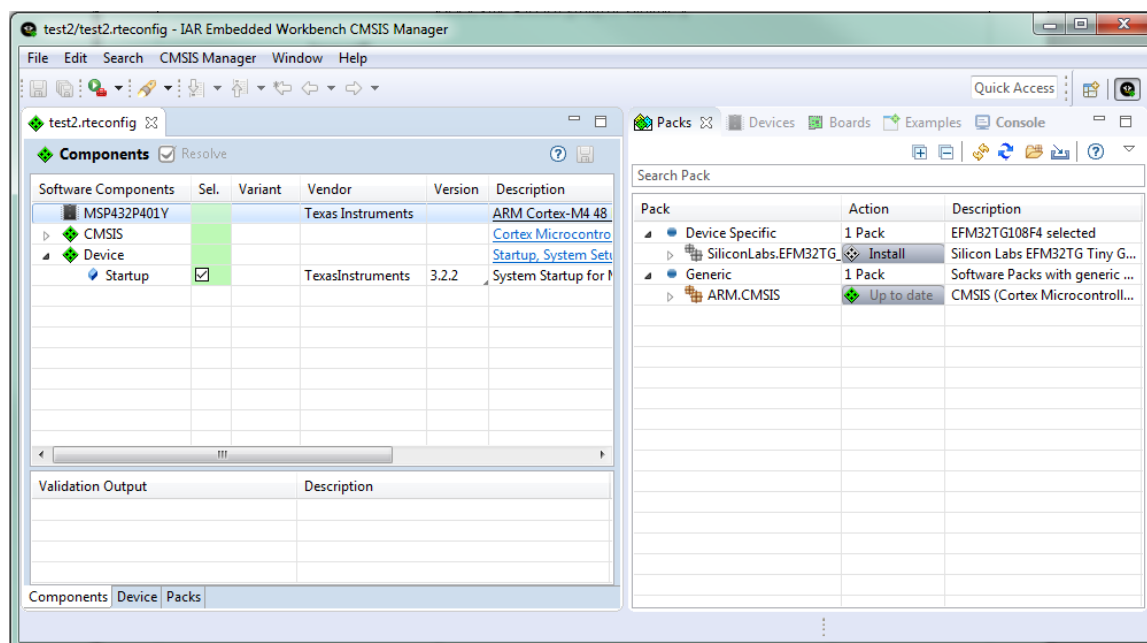 test2/test2.rteconfig - IAR Embedded Workbench CMSIS Manager
File Edit Search CMSIS Manager Window Help
Quick Access
test2.rteconfig
Components Resolve
Software Components Sel. Variant Vendor Version Description
MSP432P401Y Texas Instruments ARM Cortex-M4 48
CMSIS Cortex Microcontro
Device Startup, System Setu
Startup TexasInstruments 3.2.2 System Startup for M
Validation Output Description
Components Device Packs
Packs Devices Boards Examples Console
Search Pack
Pack Action Description
Device Specific 1 Pack EFM32TG108F4 selected
SiliconLabs.EFM32TG_ Install Silicon Labs EFM32TG Tiny G...
Generic 1 Pack Software Packs with generic ...
ARM.CMSIS Up to date CMSIS (Cortex Microcontroll...